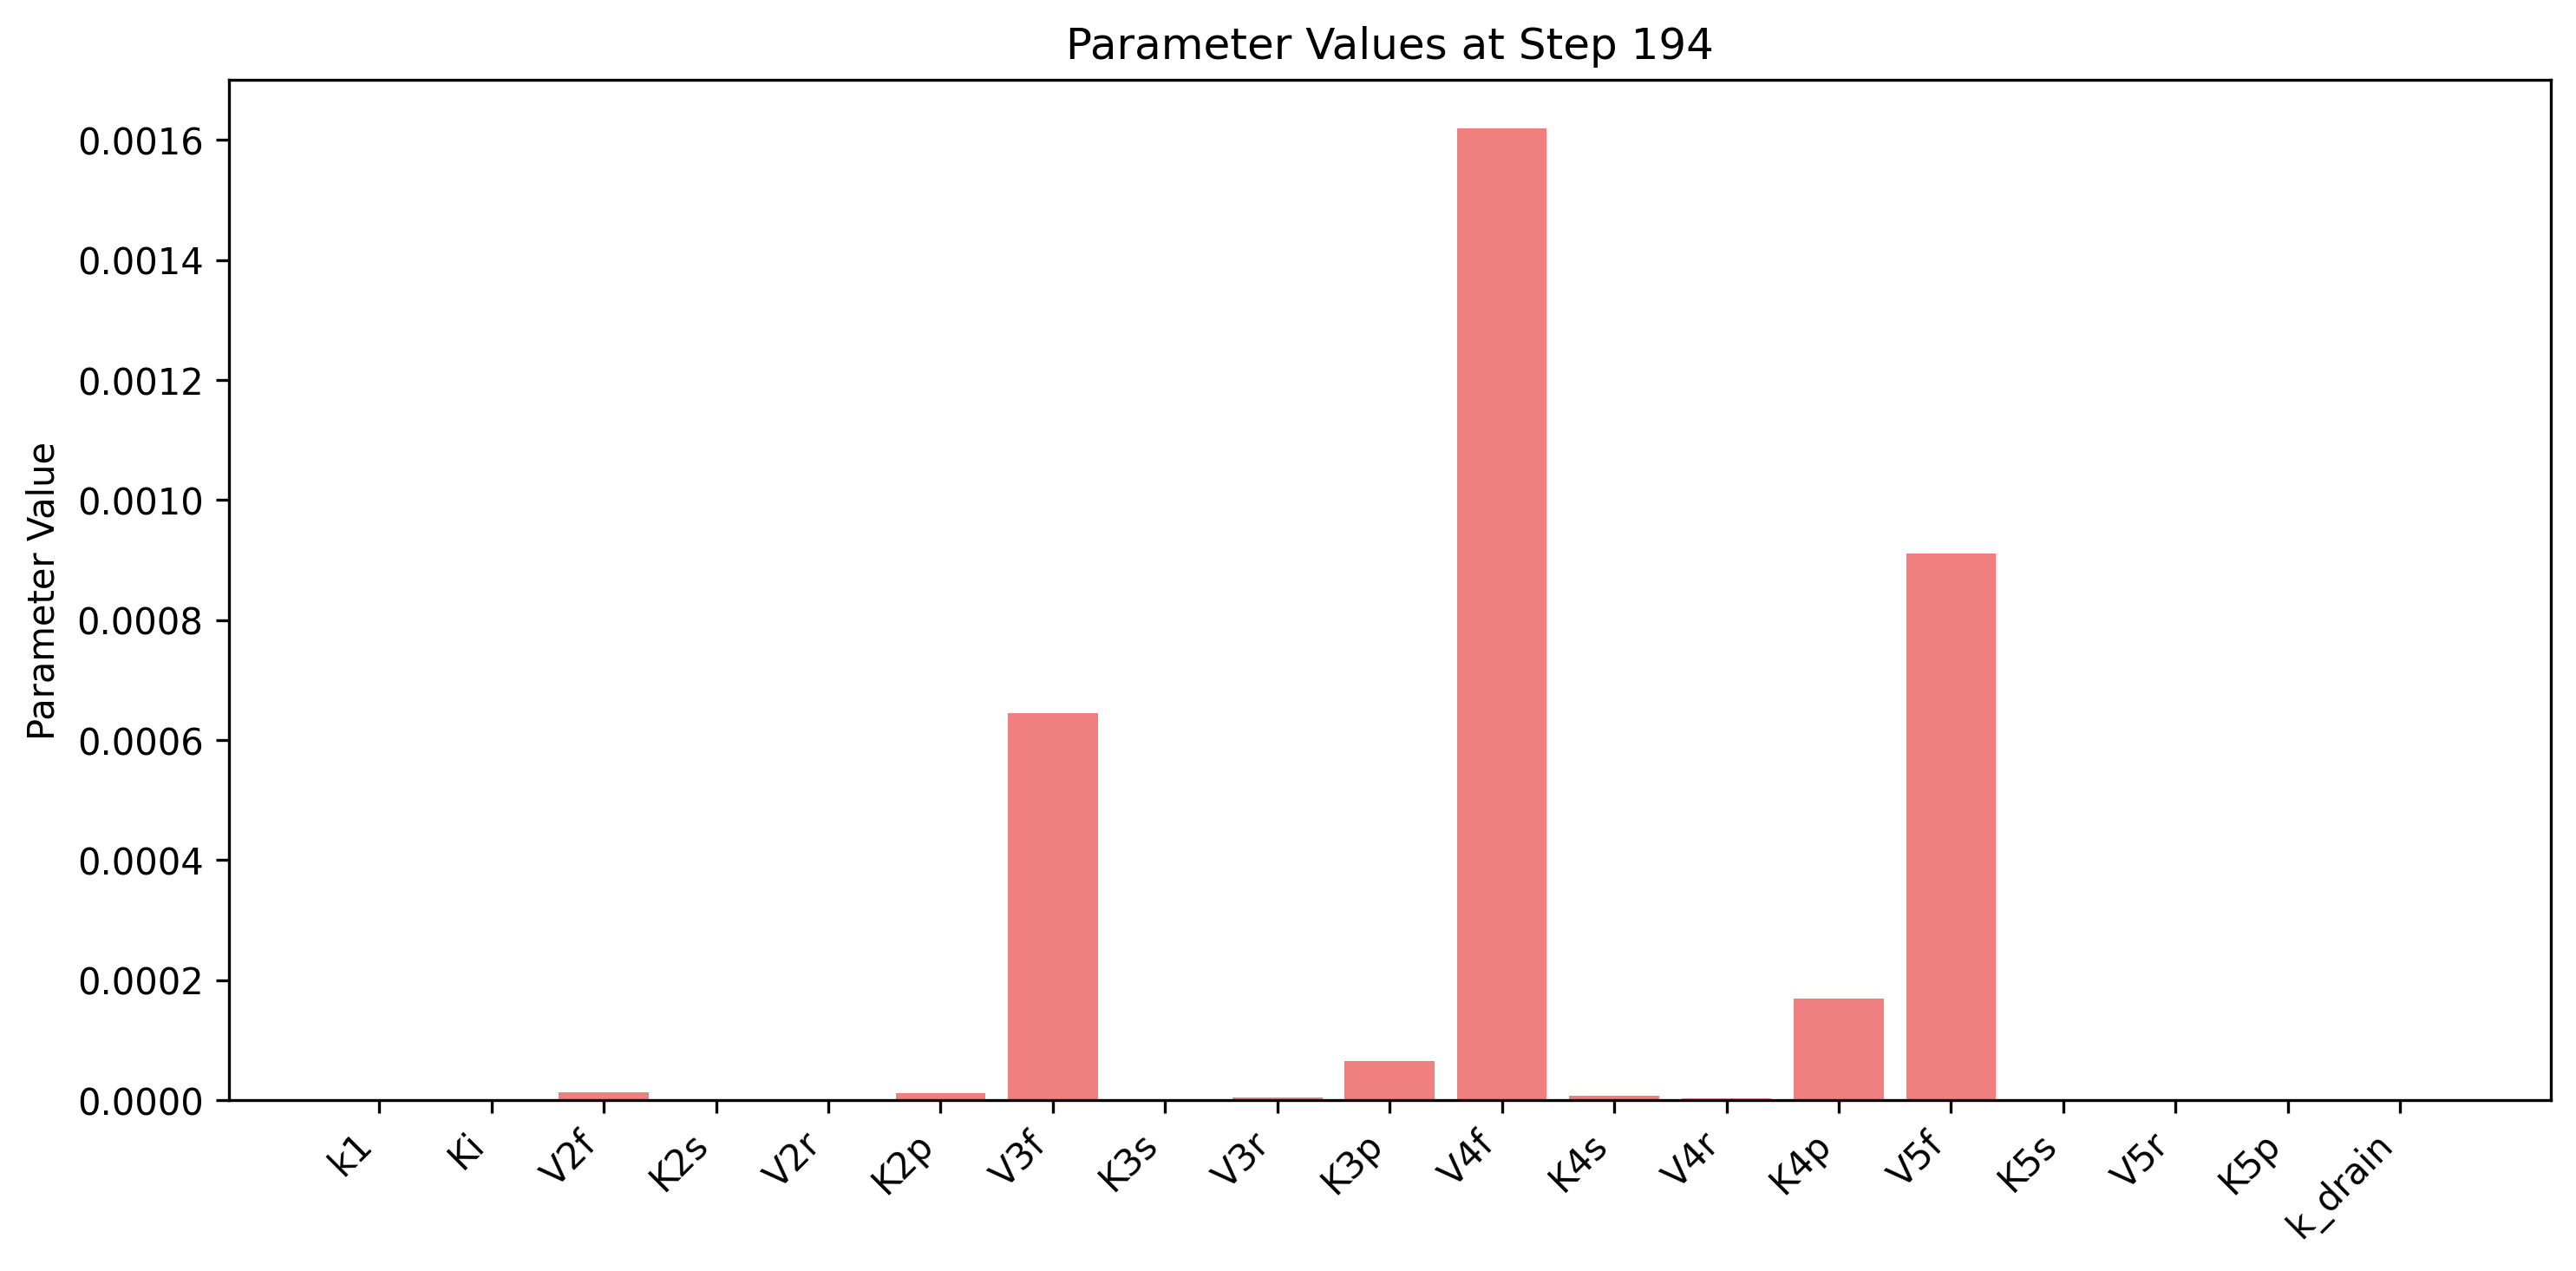 Parameter Values at Step 194
Parameter Value
0.0016
0.0014
0.0012
0.0010
0.0008
0.0006
0.0004
0.0002
0.0000
k1
Ki
V2f
K2s
V2r
K2p
V3f
K3s
V3r
K3p
V4f
K4s
V4r
K4p
V5f
K5s
V5r
K5p
k_drain